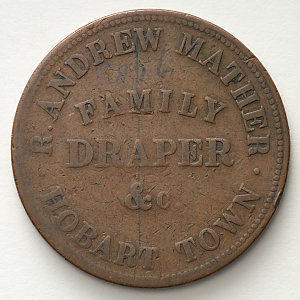 R. ANDREW MATHER.
FAMILY
DRAPER
&c
HOBART TOWN